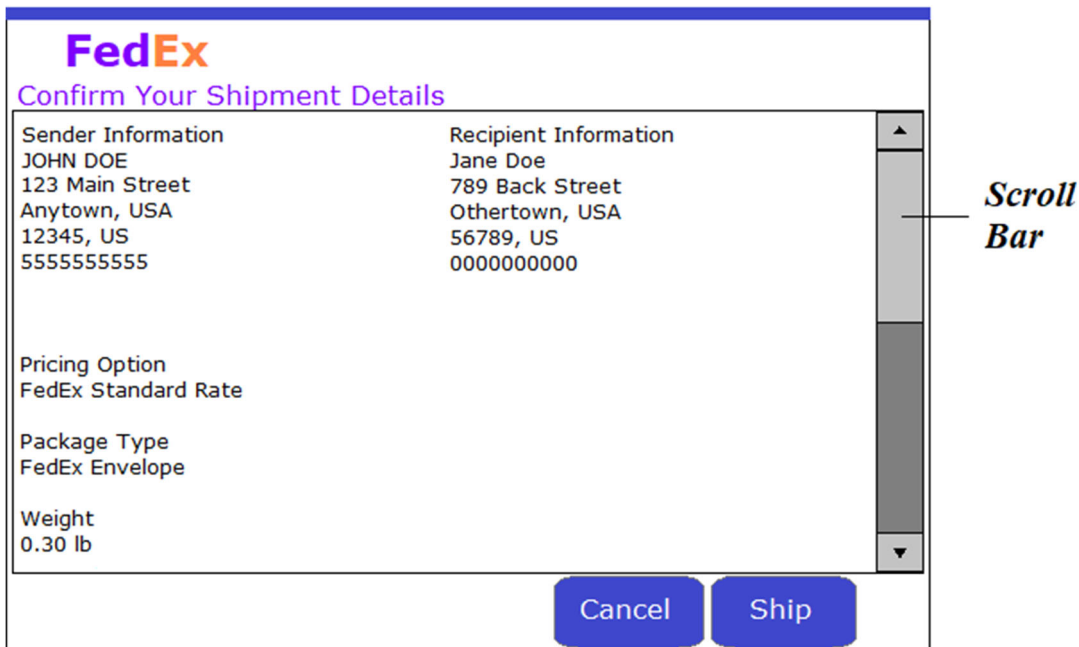 FedEx
Confirm Your Shipment Details
Sender Information
JOHN DOE
123 Main Street
Anytown, USA
12345, US
5555555555
Recipient Information
Jane Doe
789 Back Street
Othertown, USA
56789, US
0000000000
Pricing Option
FedEx Standard Rate
Package Type
FedEx Envelope
Weight
0.30 lb
Cancel
Ship
Scroll
Bar